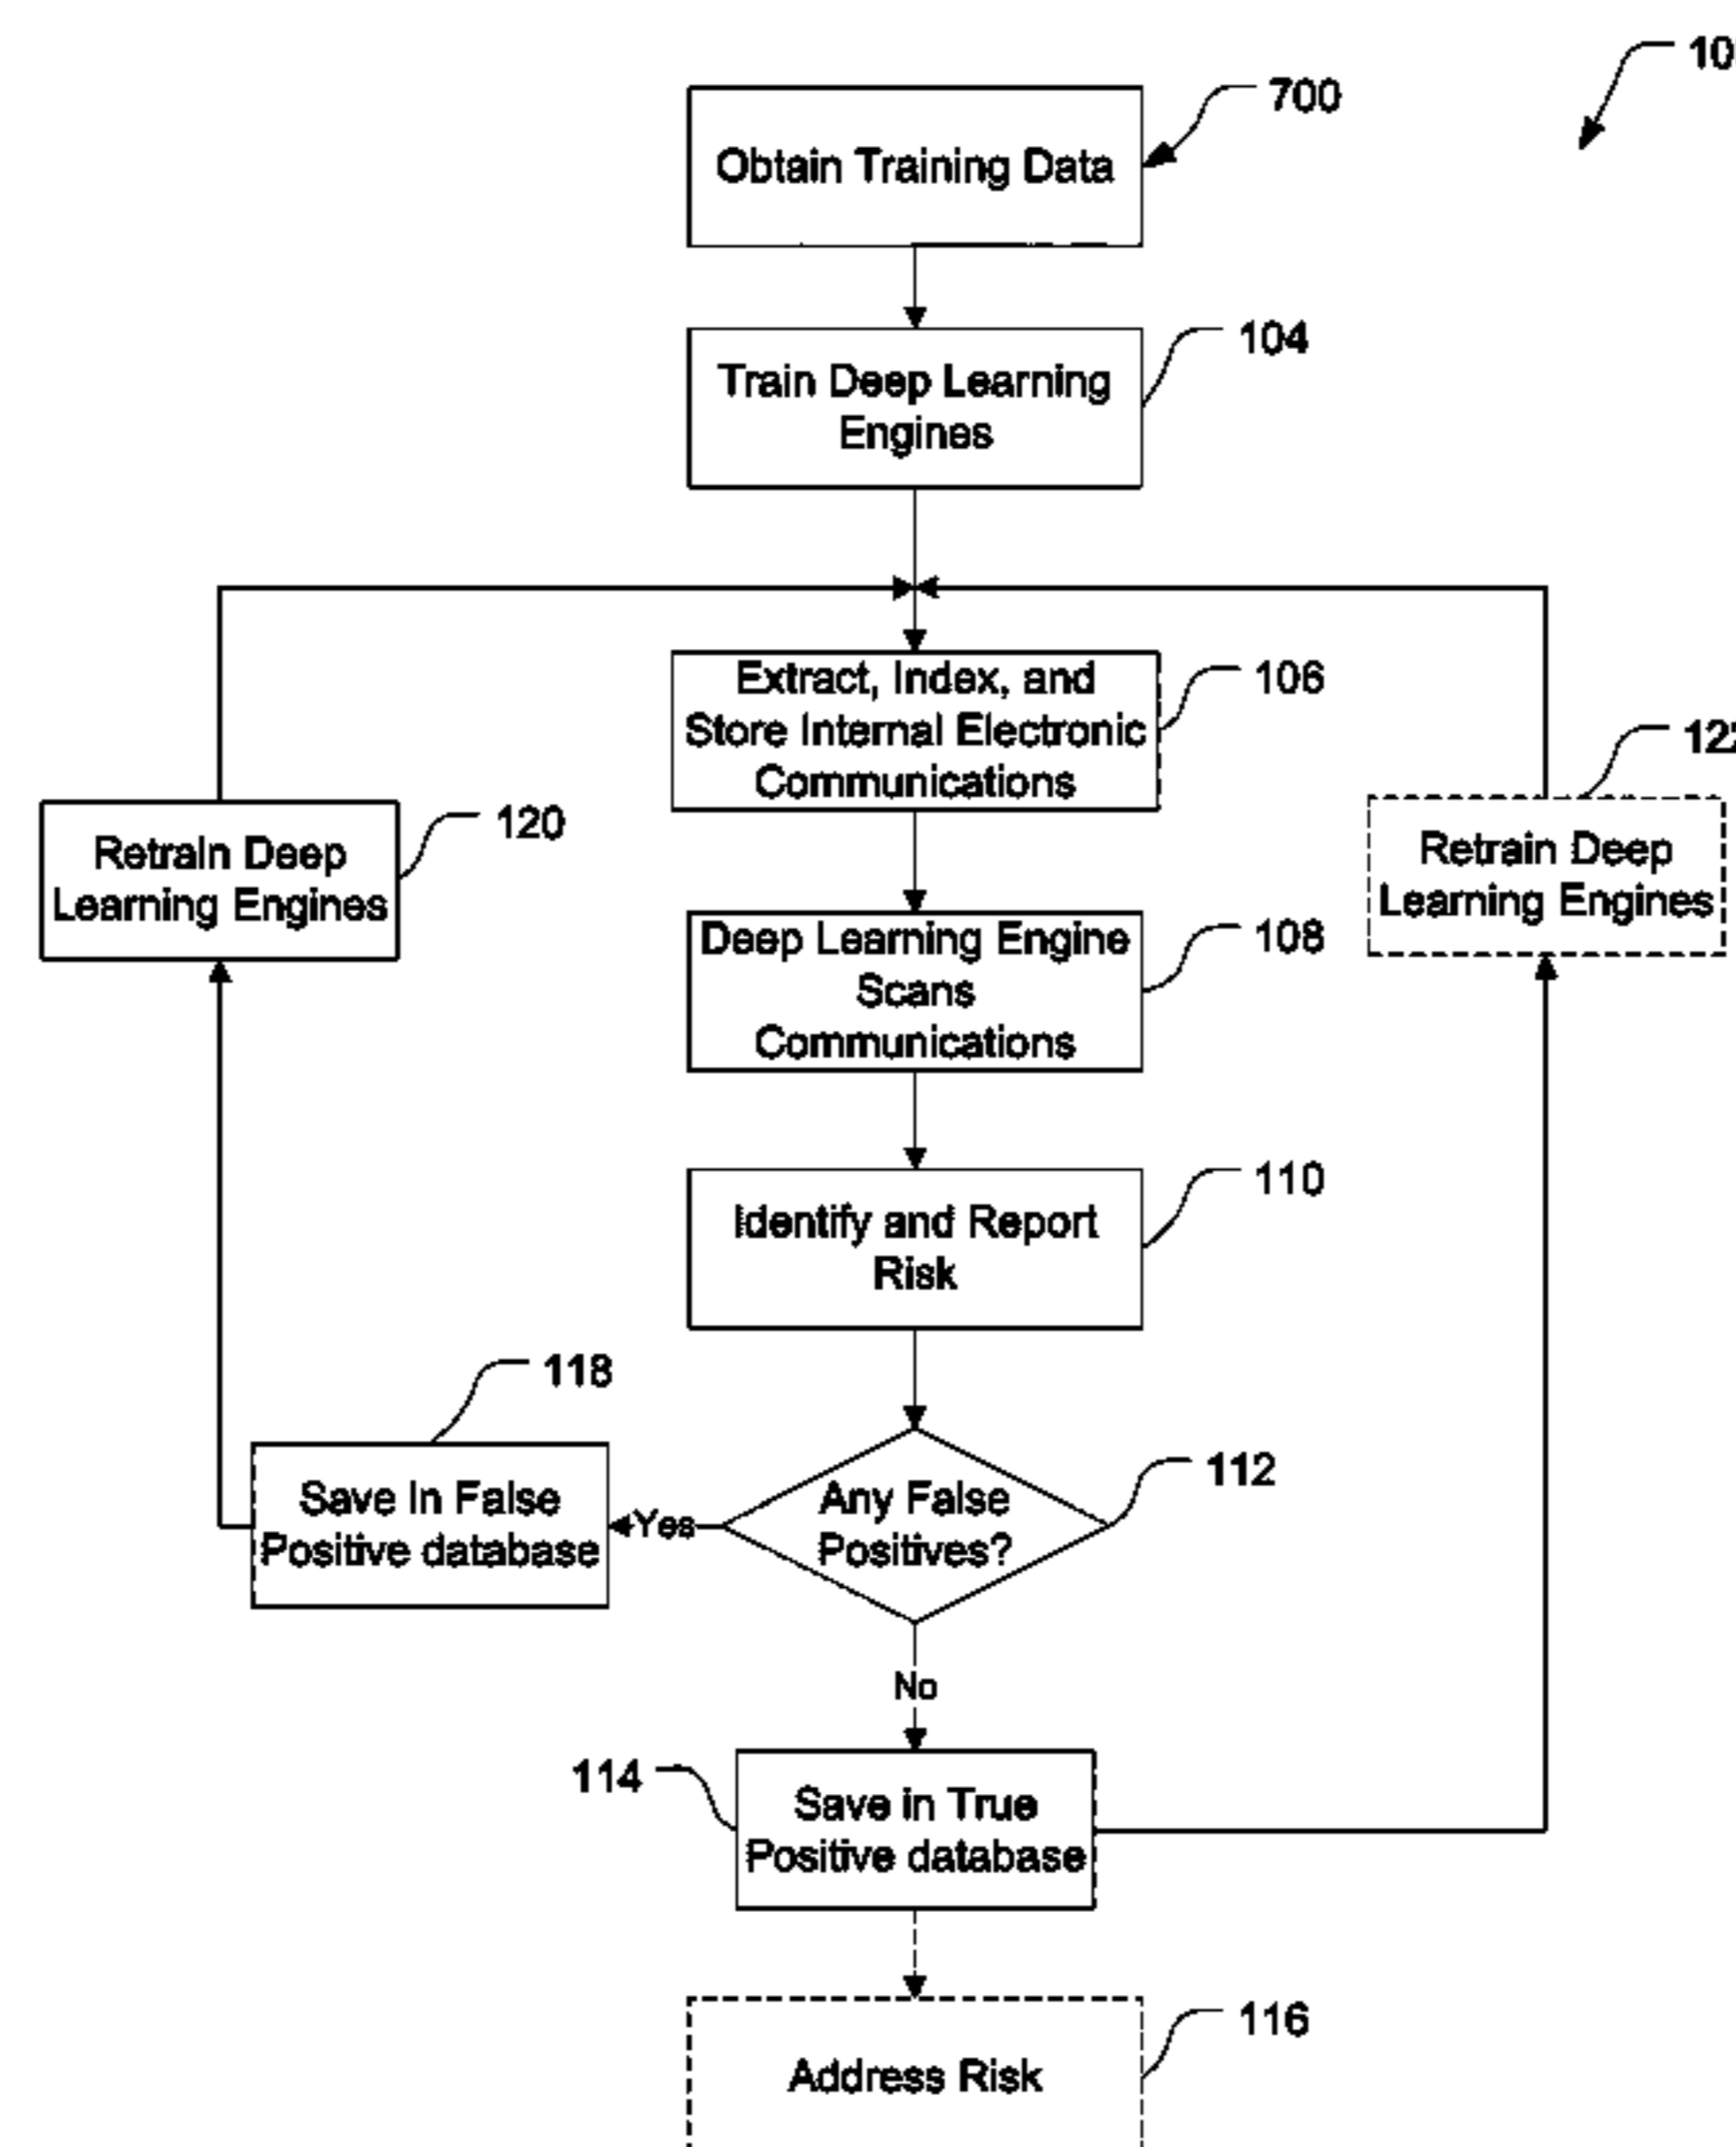 10
700
Obtain Training Data
104
Train Deep Learning
Engines
106
Extract, Index, and
Store Internal Electronic
Communications
120
Retrain Deep
Learning Engines
Retrain Deep
Learning Engines
108
Deep Learning Engine
Scans
Communications
110
Identify and Report
Risk
118
Save in False
Positive database
Yes
112
Any False
Positives?
No
114
Save in True
Positive database
116
Address Risk